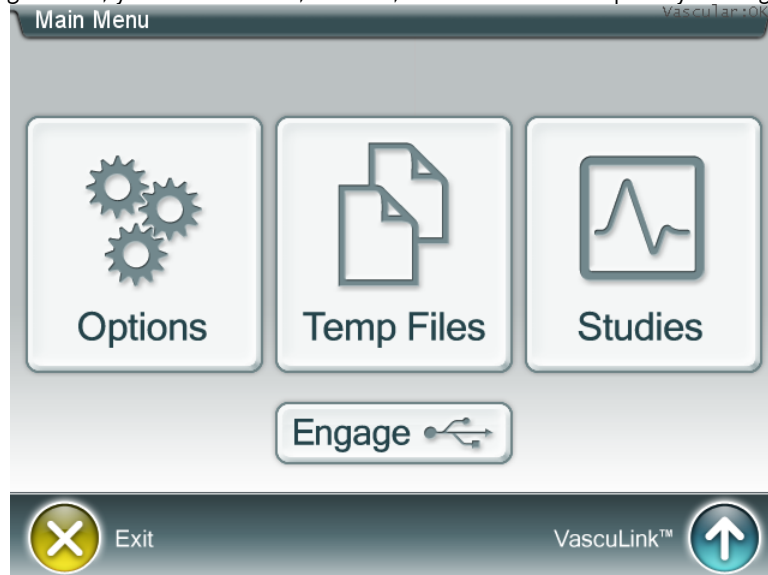 Main Menu
Vascular:OK
Options
Temp Files
Studies
Engage
Exit
VascuLink™